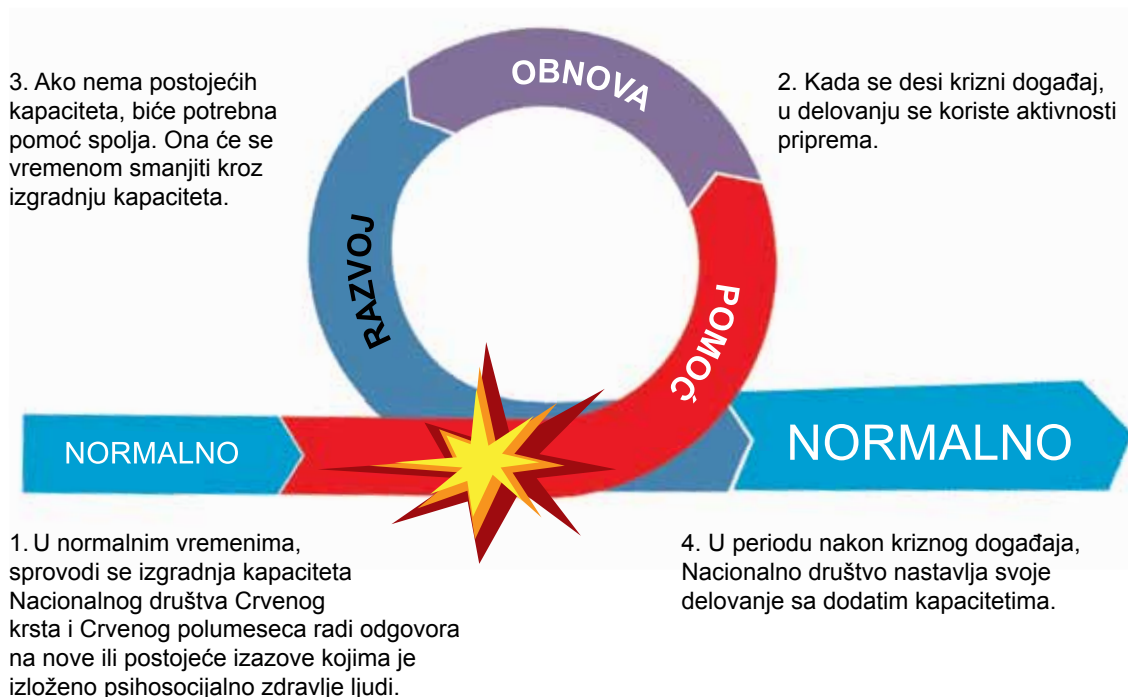 3. Ako nema postojećih
kapaciteta, biće potrebna
pomoć spolja. Ona će se
vremenom smanjiti kroz
izgradnju kapaciteta.
OBNOVA
2. Kada se desi krizni događaj,
u delovanju se koriste aktivnosti
priprema.
RAZVOJ
POMOĆ
NORMALNO
NORMALNO
1. U normalnim vremenima,
sprovodi se izgradnja kapaciteta
Nacionalnog društva Crvenog
krsta i Crvenog polumeseca radi odgovora
na nove ili postojeće izazove kojima je
izloženo psihosocijalno zdravlje ljudi.
4. U periodu nakon kriznog događaja,
Nacionalno društvo nastavlja svoje
delovanje sa dodatim kapacitetima.